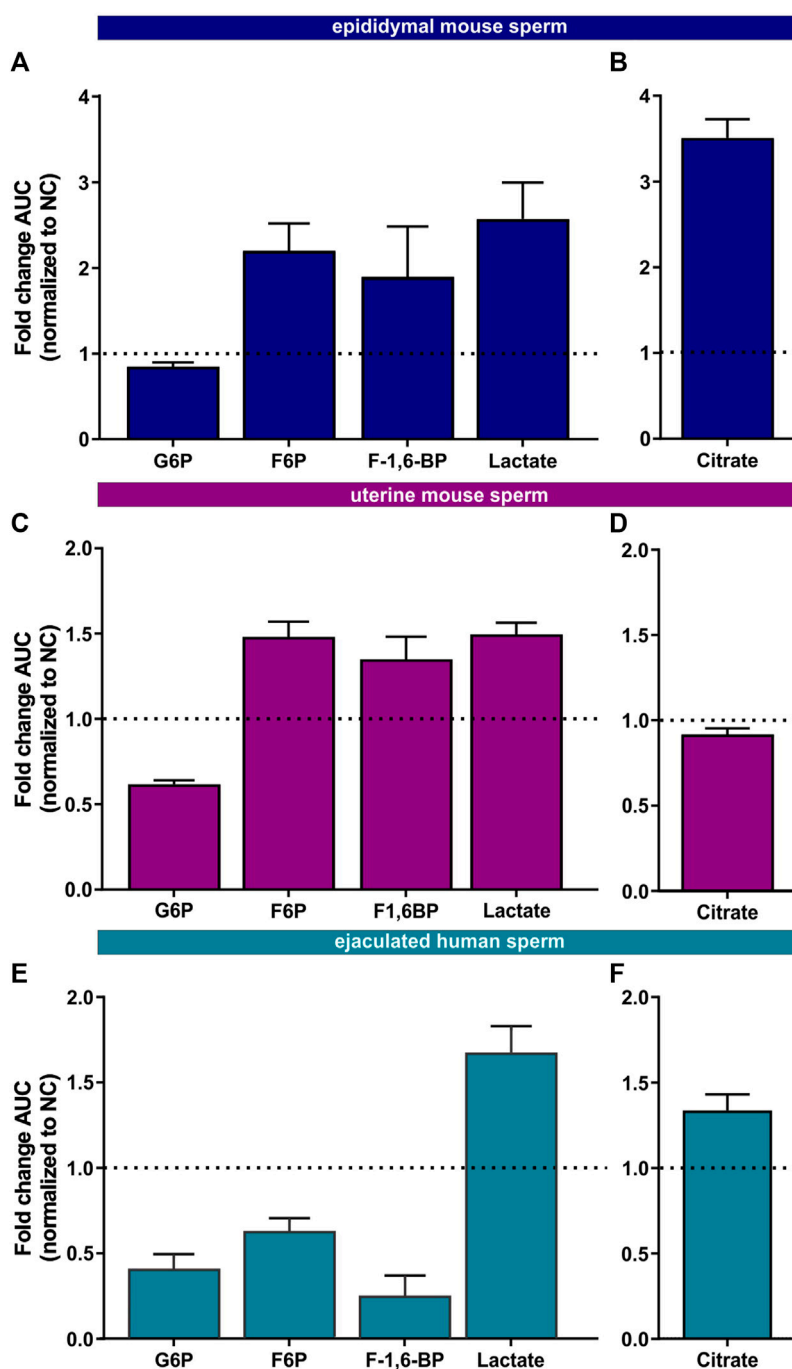 epididymal mouse sperm
A
B
Fold change AUC
(normalized to NC)
4
3
2
1
0
G6P F6P F-1,6-BP Lactate
4
3
2
1
0
Citrate
uterine mouse sperm
C
D
Fold change AUC
(normalized to NC)
2.0
1.5
1.0
0.5
0.0
G6P F6P F1,6BP Lactate
2.0
1.5
1.0
0.5
0.0
Citrate
ejaculated human sperm
E
F
Fold change AUC
(normalized to NC)
2.0
1.5
1.0
0.5
0.0
G6P F6P F-1,6-BP Lactate
2.0
1.5
1.0
0.5
0.0
Citrate